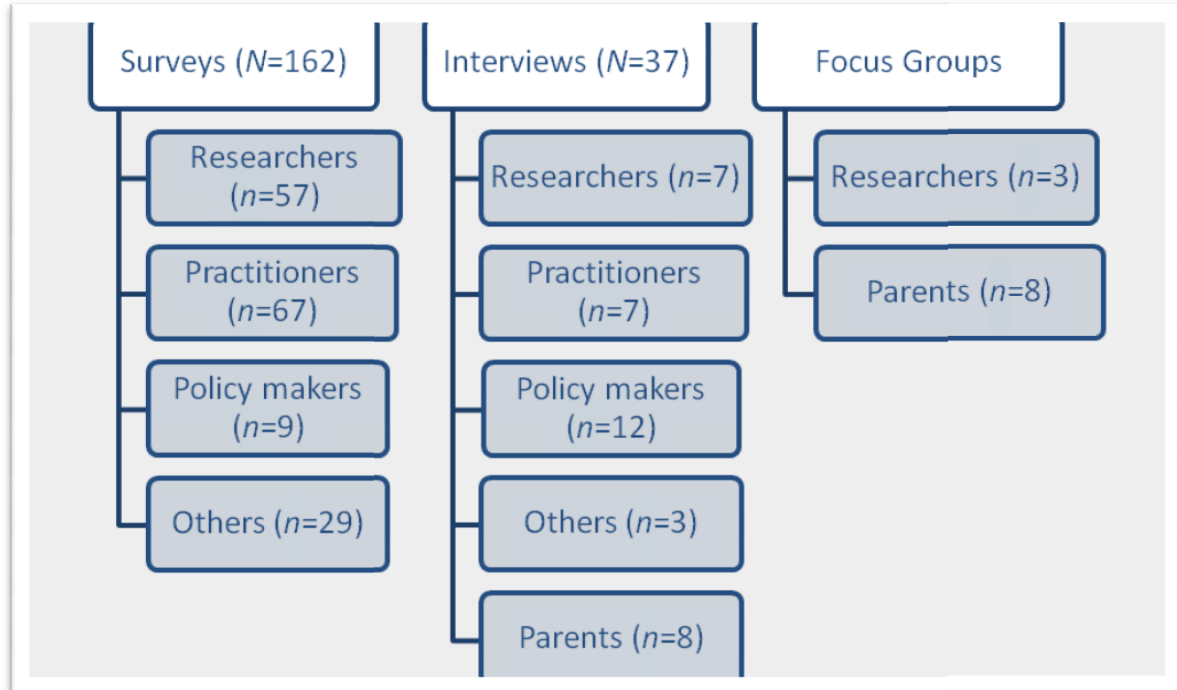 Surveys (N=162)
Researchers
(n=57)
Practitioners
(n=67)
Policy makers
(n=9)
Others (n=29)
Interviews (N=37)
Researchers (n=7)
Practitioners
(n=7)
Policy makers
(n=12)
Others (n=3)
Parents (n=8)
Focus Groups
Researchers (n=3)
Parents (n=8)